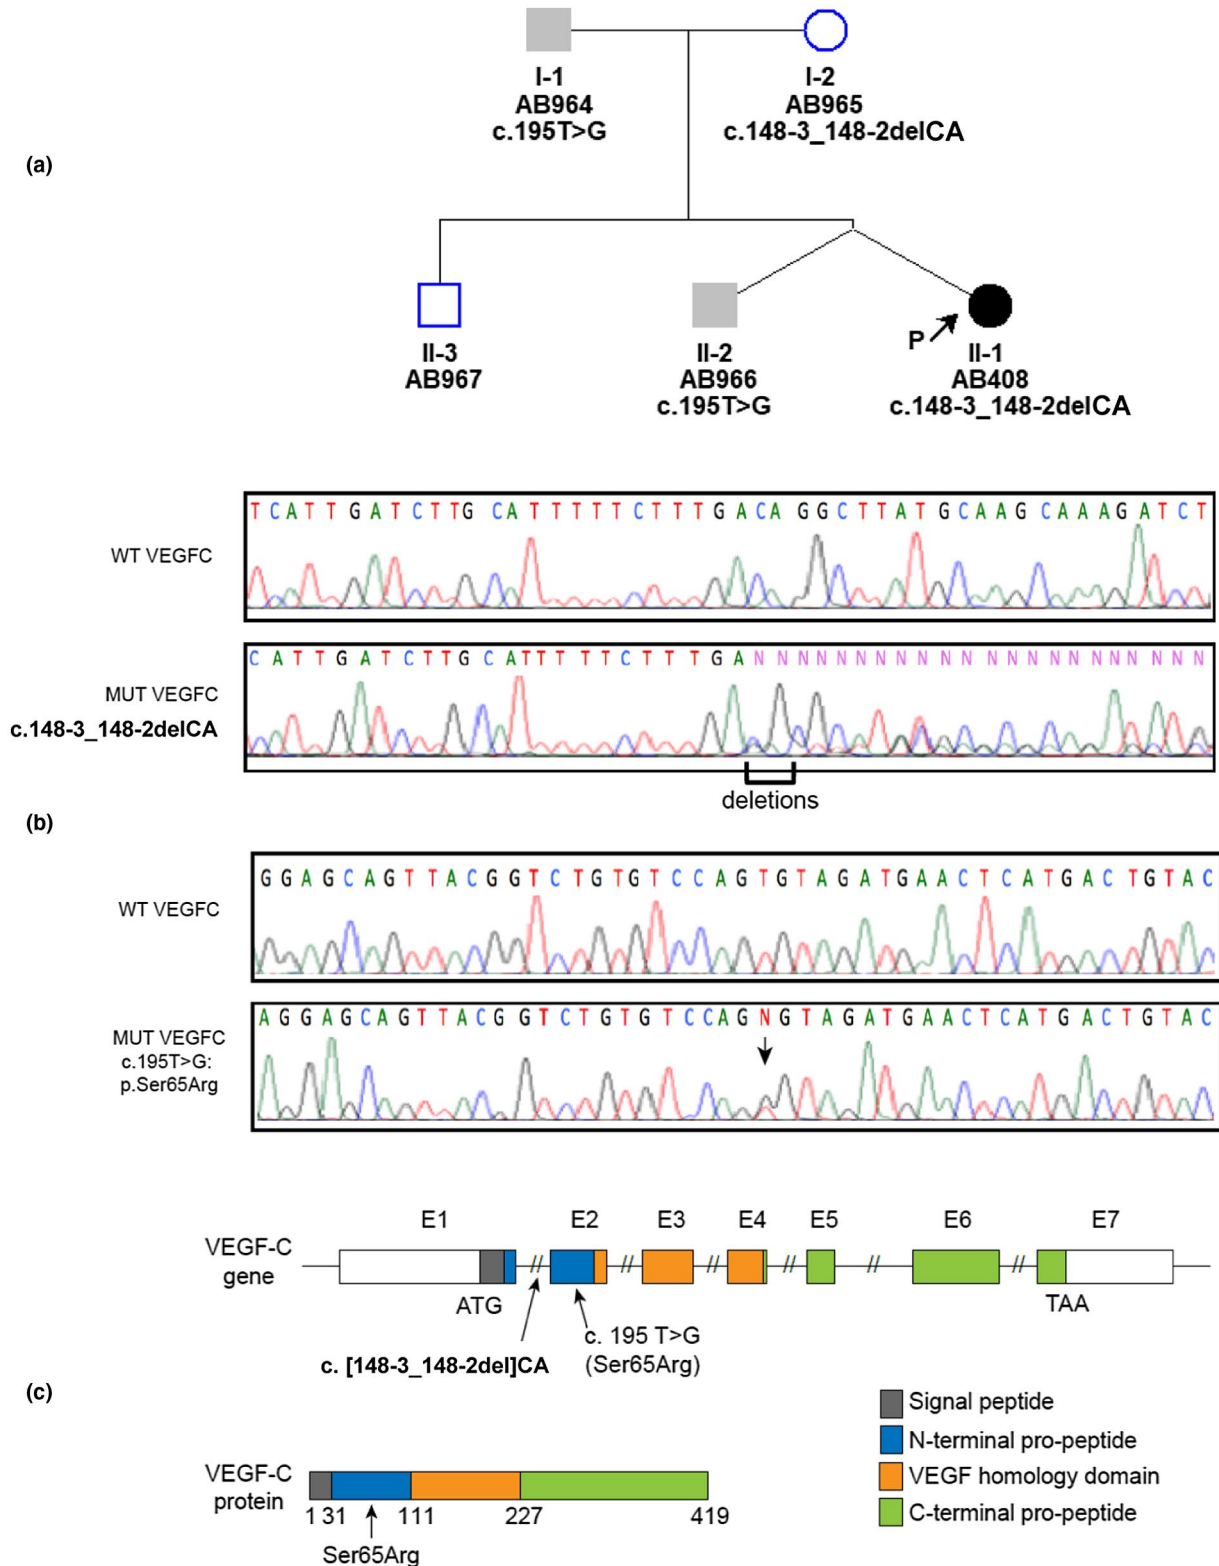 I-1
AB964
c.195T>G
I-2
AB965
c.148-3_148-2delCA
(a)
II-3
AB967
II-2
AB966
c.195T>G
P
II-1
AB408
c.148-3_148-2delCA
WT VEGFC
TCATTGATCTTGCATTTTTCTTTGACAGGCTTATGCAAGCAAAGATCT
MUT VEGFC
c.148-3_148-2delCA
CATTGATCTTGCATTTTTCTTTGANNNNNNNNNNNNNNNNNNNN
deletions
(b)
WT VEGFC
GGAGCAGTTACGGTCTGTGTCCAGTGTAGATGAACTCATGACTGTAC
MUT VEGFC
c.195T>G:
p.Ser65Arg
AGGAGCAGTTACGGTCTGTGTCCAGNGTAGATGAACTCATGACTGTAC
E1 E2 E3 E4 E5 E6 E7
VEGF-C
gene
// // // // // //
ATG
TAA
c. 195 T>G
(Ser65Arg)
c. [148-3_148-2del]CA
(c)
Signal peptide
N-terminal pro-peptide
VEGF homology domain
C-terminal pro-peptide
VEGF-C
protein
1 31 111 227 419
Ser65Arg